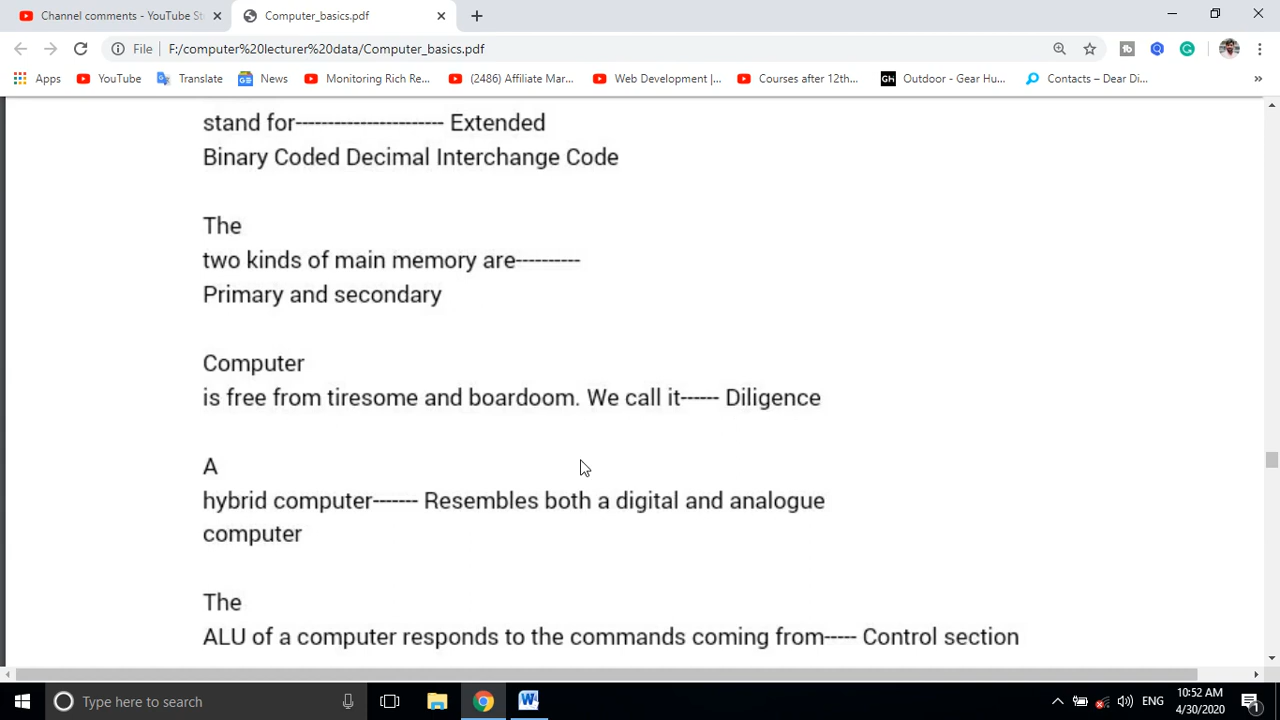 Channel comments - YouTube St
Computer_basics.pdf
File
F:/computer%20lecturer%20data/Computer_basics.pdf
Apps
YouTube
Translate
News
Monitoring Rich Re...
(2486) Affiliate Mar...
Web Development |...
Courses after 12th...
Outdoor - Gear Hu...
Contacts – Dear Di...
»
stand for----------------------- Extended
Binary Coded Decimal Interchange Code
The
two kinds of main memory are----------
Primary and secondary
Computer
is free from tiresome and boardoom. We call it------ Diligence
A
hybrid computer------- Resembles both a digital and analogue
computer
The
ALU of a computer responds to the commands coming from----- Control section
Type here to search
ENG
10:52 AM
4/30/2020